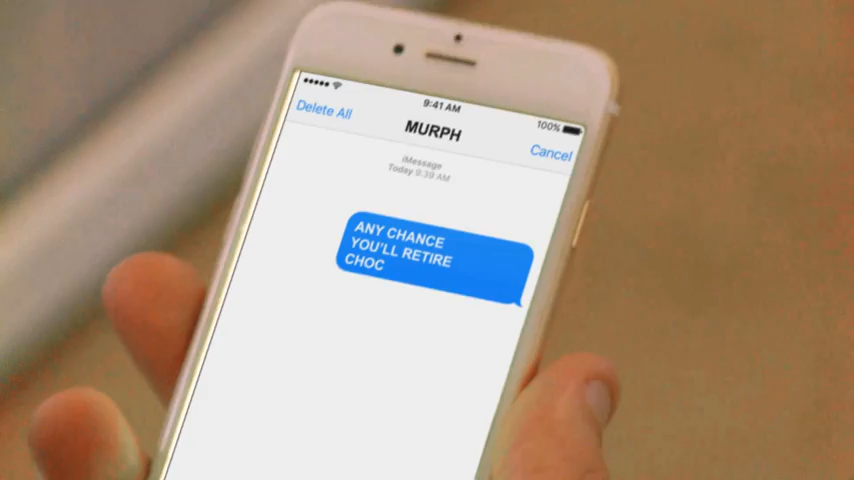 9:41 AM
100%
Delete All
MURPH
Cancel
iMessage
Today 9:39 AM
ANY CHANCE
YOU'LL RETIRE
CHOC